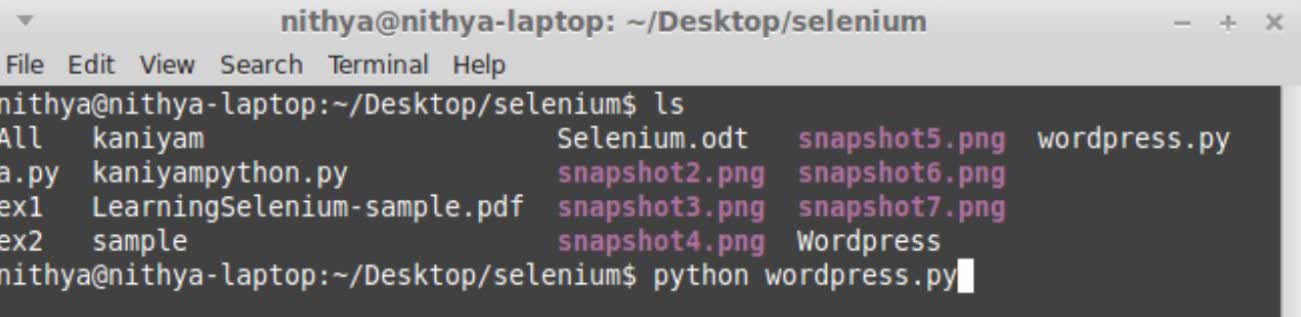 nithya@nithya-laptop: ~/Desktop/selenium
File Edit View Search Terminal Help
nithya@nithya-laptop:~/Desktop/selenium$ ls
All kaniyam Selenium.odt snapshot5.png wordpress.py
a.py kaniyampython.py snapshot2.png snapshot6.png
ex1 LearningSelenium-sample.pdf snapshot3.png snapshot7.png
ex2 sample snapshot4.png Wordpress
nithya@nithya-laptop:~/Desktop/selenium$ python wordpress.py